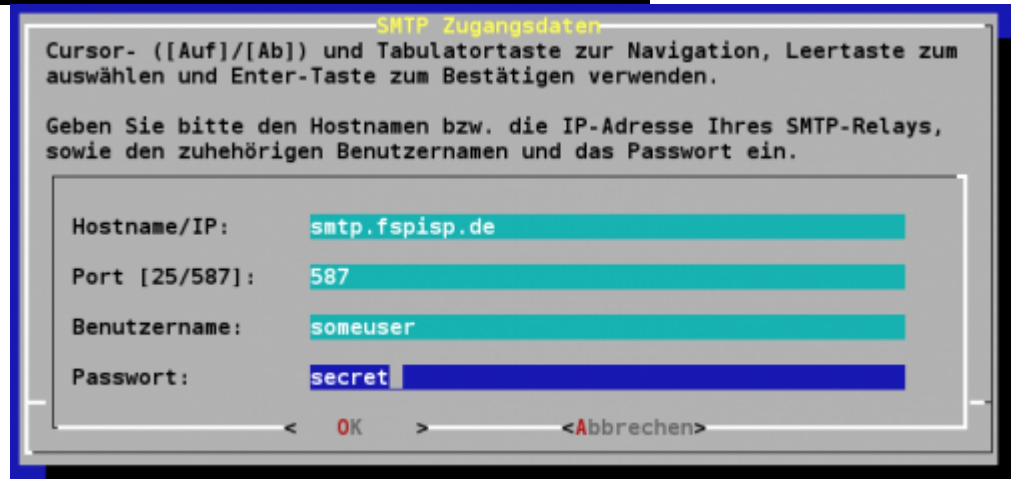 SMTP Zugangsdaten
Cursor- ([Auf]/[Ab]) und Tabulatortaste zur Navigation, Leertaste zum
auswählen und Enter-Taste zum Bestätigen verwenden.
Geben Sie bitte den Hostnamen bzw. die IP-Adresse Ihres SMTP-Relays,
sowie den zuhehörigen Benutzernamen und das Passwort ein.
Hostname/IP: smtp.fspisp.de
Port [25/587]: 587
Benutzername: someuser
Passwort: secret
< OK > <Abbrechen>